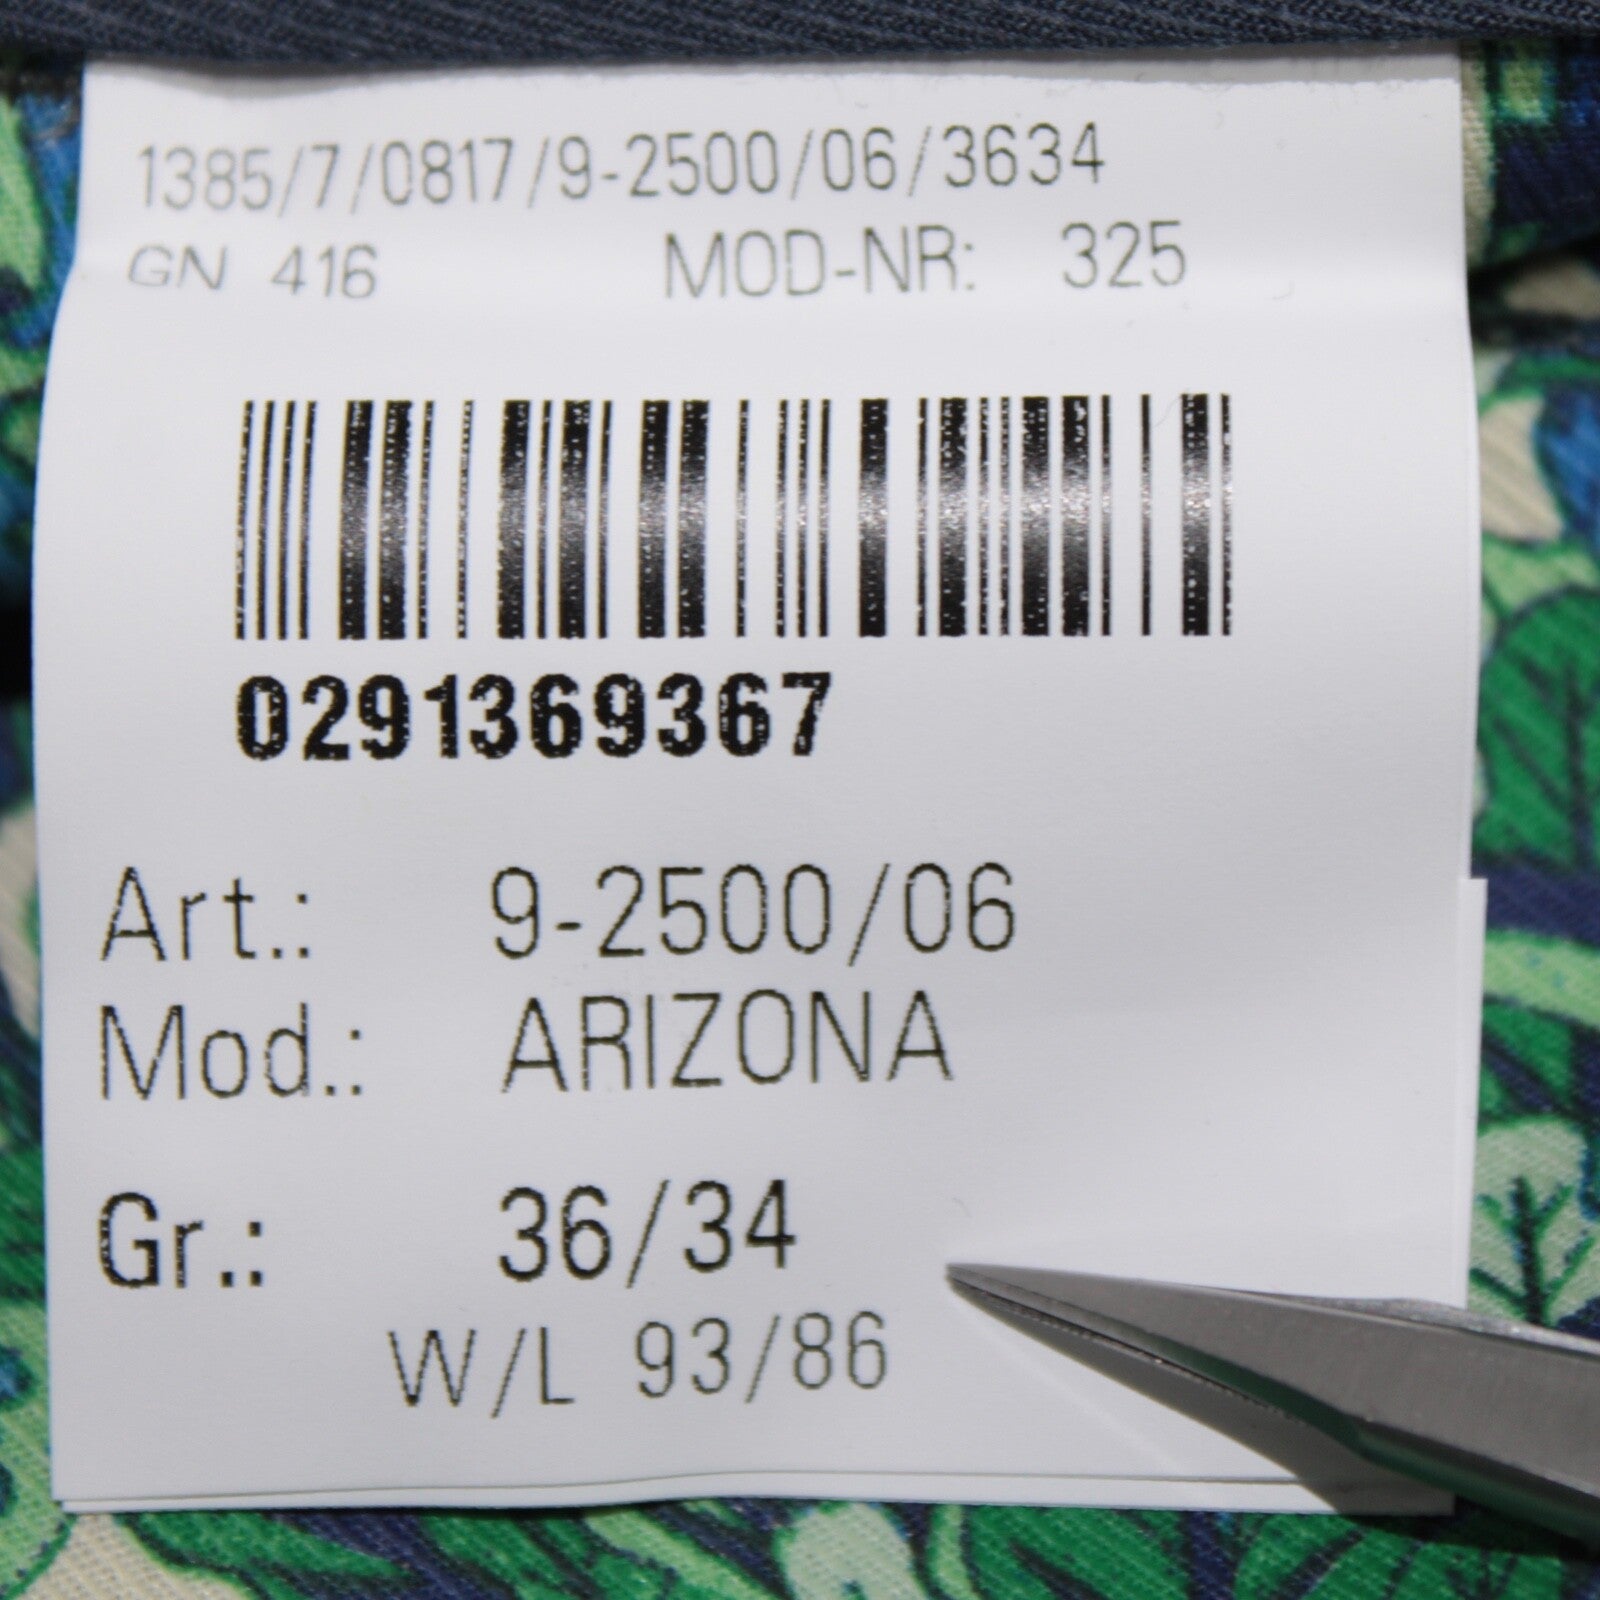 1385/7/0817/9-2500/06/3634
GN 416 MOD-NR: 325
0291369367
Art.: 9-2500/06
Mod.: ARIZONA
Gr.: 36/34
W/L 93/86